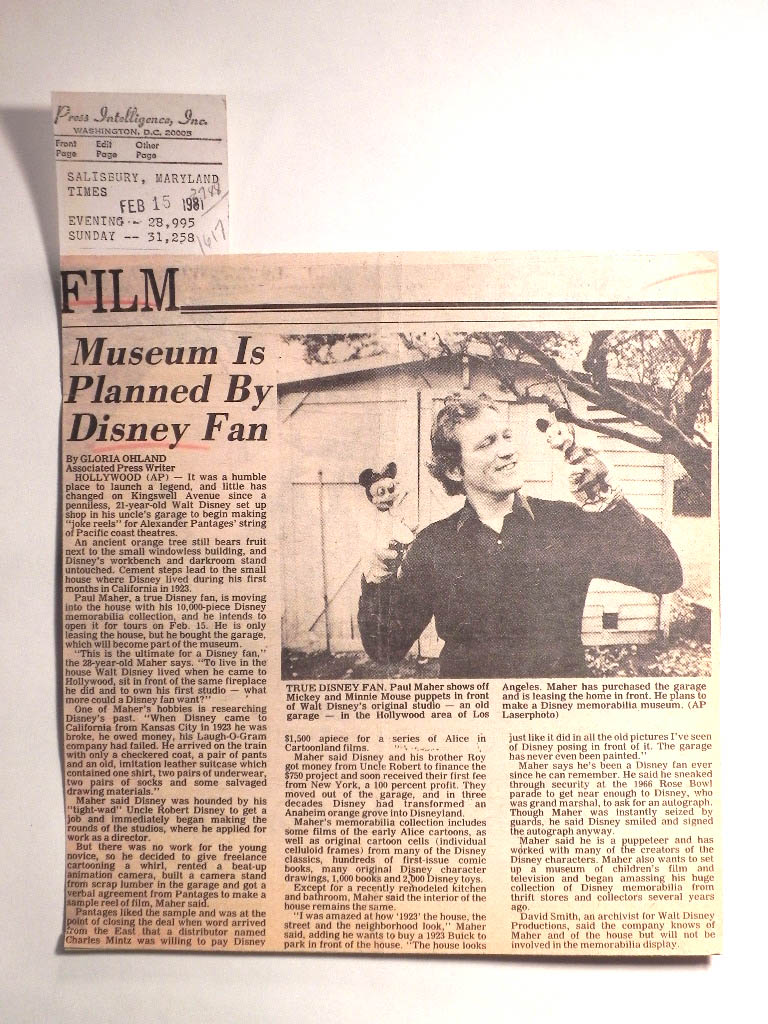 Press Intelligence, Inc.
WASHINGTON, D.C. 20005
Front Edit Other
Page Page Page
SALISBURY, MARYLAND
TIMES
2788
FEB 15 1981
EVENING -- 28,995
SUNDAY -- 31,258
1617
FILM
Museum Is
Planned By
Disney Fan
By GLORIA OHLAND
Associated Press Writer
HOLLYWOOD (AP) — It was a humble
place to launch a legend, and little has
changed on Kingswell Avenue since a
penniless, 21-year-old Walt Disney set up
shop in his uncle's garage to begin making
"joke reels" for Alexander Pantages' string
of Pacific coast theatres.
An ancient orange tree still bears fruit
next to the small windowless building, and
Disney's workbench and darkroom stand
untouched. Cement steps lead to the small
house where Disney lived during his first
months in California in 1923.
Paul Maher, a true Disney fan, is moving
into the house with his 10,000-piece Disney
memorabilia collection, and he intends to
open it for tours on Feb. 15. He is only
leasing the house, but he bought the garage,
which will become part of the museum.
"This is the ultimate for a Disney fan,"
the 28-year-old Maher says. "To live in the
house Walt Disney lived when he came to
Hollywood, sit in front of the same fireplace
he did and to own his first studio — what
more could a Disney fan want?"
One of Maher's hobbies is researching
Disney's past. "When Disney came to
California from Kansas City in 1923 he was
broke, he owed money, his Laugh-O-Gram
company had failed. He arrived on the train
with only a checkered coat, a pair of pants
and an old, imitation leather suitcase which
contained one shirt, two pairs of underwear,
two pairs of socks and some salvaged
drawing materials."
Maher said Disney was hounded by his
"tight-wad" Uncle Robert Disney to get a
job and immediately began making the
rounds of the studios, where he applied for
work as a director.
But there was no work for the young
novice, so he decided to give freelance
cartooning a whirl, rented a beat-up
animation camera, built a camera stand
from scrap lumber in the garage and got a
verbal agreement from Pantages to make a
sample reel of film, Maher said.
Pantages liked the sample and was at the
point of closing the deal when word arrived
from the East that a distributor named
Charles Mintz was willing to pay Disney
TRUE DISNEY FAN. Paul Maher shows off
Mickey and Minnie Mouse puppets in front
of Walt Disney's original studio — an old
garage — in the Hollywood area of Los
Angeles. Maher has purchased the garage
and is leasing the home in front. He plans to
make a Disney memorabilia museum. (AP
Laserphoto)
$1,500 apiece for a series of Alice in
Cartoonland films.
Maher said Disney and his brother Roy
got money from Uncle Robert to finance the
$750 project and soon received their first fee
from New York, a 100 percent profit. They
moved out of the garage, and in three
decades Disney had transformed an
Anaheim orange grove into Disneyland.
Maher's memorabilia collection includes
some films of the early Alice cartoons, as
well as original cartoon cells (individual
celluloid frames) from many of the Disney
classics, hundreds of first-issue comic
books, many original Disney character
drawings, 1,000 books and 2,000 Disney toys.
Except for a recently remodeled kitchen
and bathroom, Maher said the interior of the
house remains the same.
"I was amazed at how '1923' the house, the
street and the neighborhood look," Maher
said, adding he wants to buy a 1923 Buick to
park in front of the house. "The house looks
just like it did in all the old pictures I've seen
of Disney posing in front of it. The garage
has never even been painted."
Maher says he's been a Disney fan ever
since he can remember. He said he sneaked
through security at the 1966 Rose Bowl
parade to get near enough to Disney, who
was grand marshal, to ask for an autograph.
Though Maher was instantly seized by
guards, he said Disney smiled and signed
the autograph anyway.
Maher said he is a puppeteer and has
worked with many of the creators of the
Disney characters. Maher also wants to set
up a museum of children's film and
television and began amassing his huge
collection of Disney memorabilia from
thrift stores and collectors several years
ago.
David Smith, an archivist for Walt Disney
Productions, said the company knows of
Maher and of the house but will not be
involved in the memorabilia display.